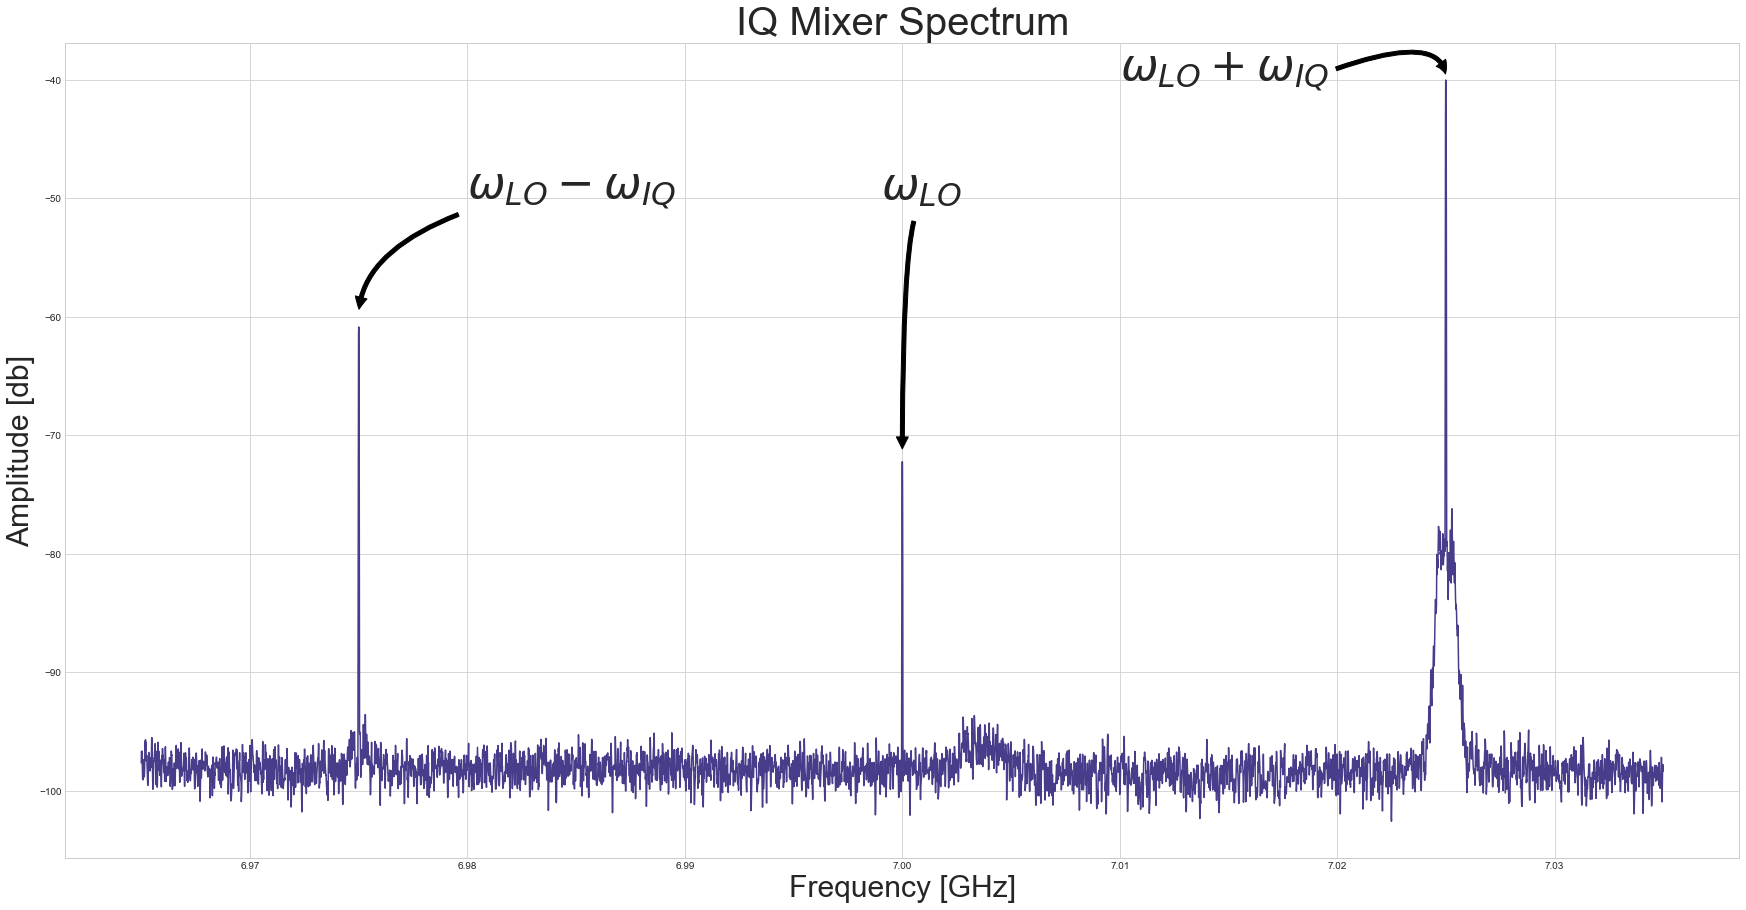 IQ Mixer Spectrum
ω_LO + ω_IQ
ω_LO − ω_IQ
ω_LO
Amplitude [db]
−40
−50
−60
−70
−80
−90
−100
6.97 6.98 6.99 7.00 7.01 7.02 7.03
Frequency [GHz]